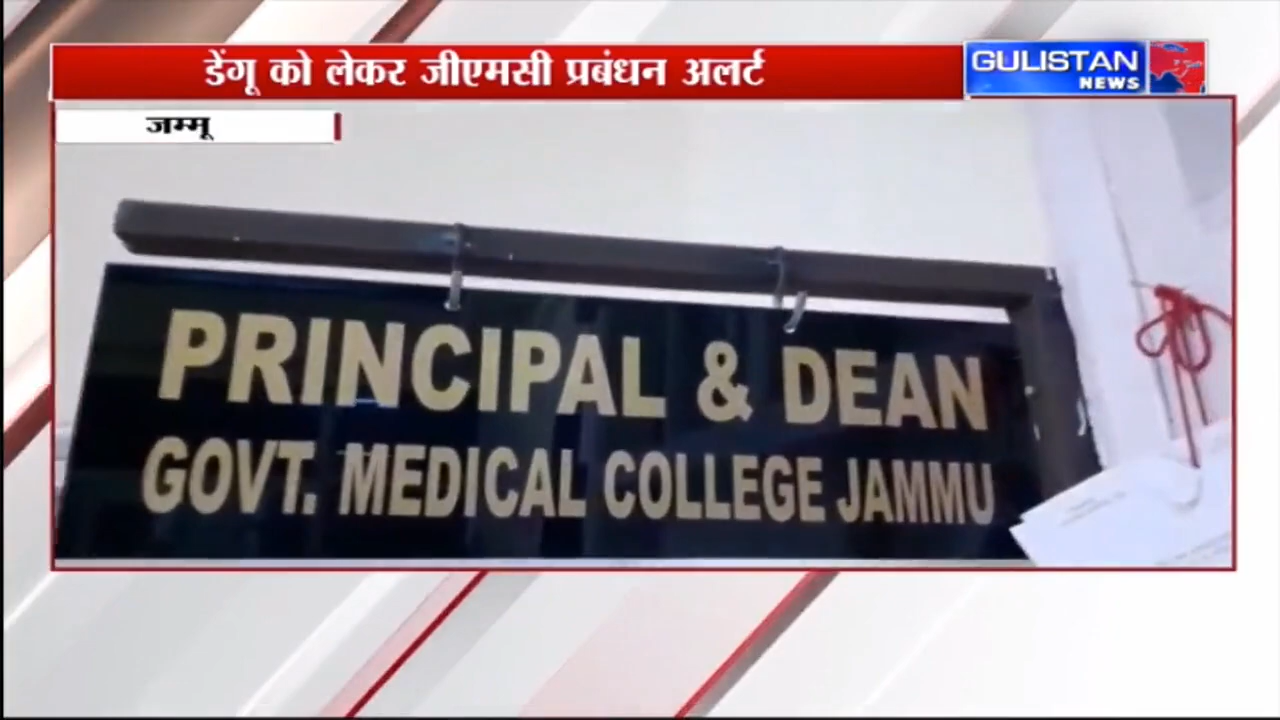 डेंगू को लेकर जीएमसी प्रबंधन अलर्ट
GULISTAN
NEWS
जम्मू
PRINCIPAL & DEAN
GOVT. MEDICAL COLLEGE JAMMU